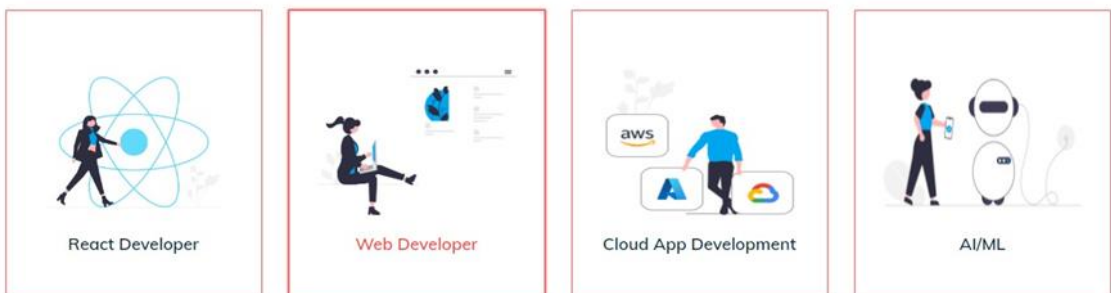 aws
React Developer
Web Developer
Cloud App Development
AI/ML